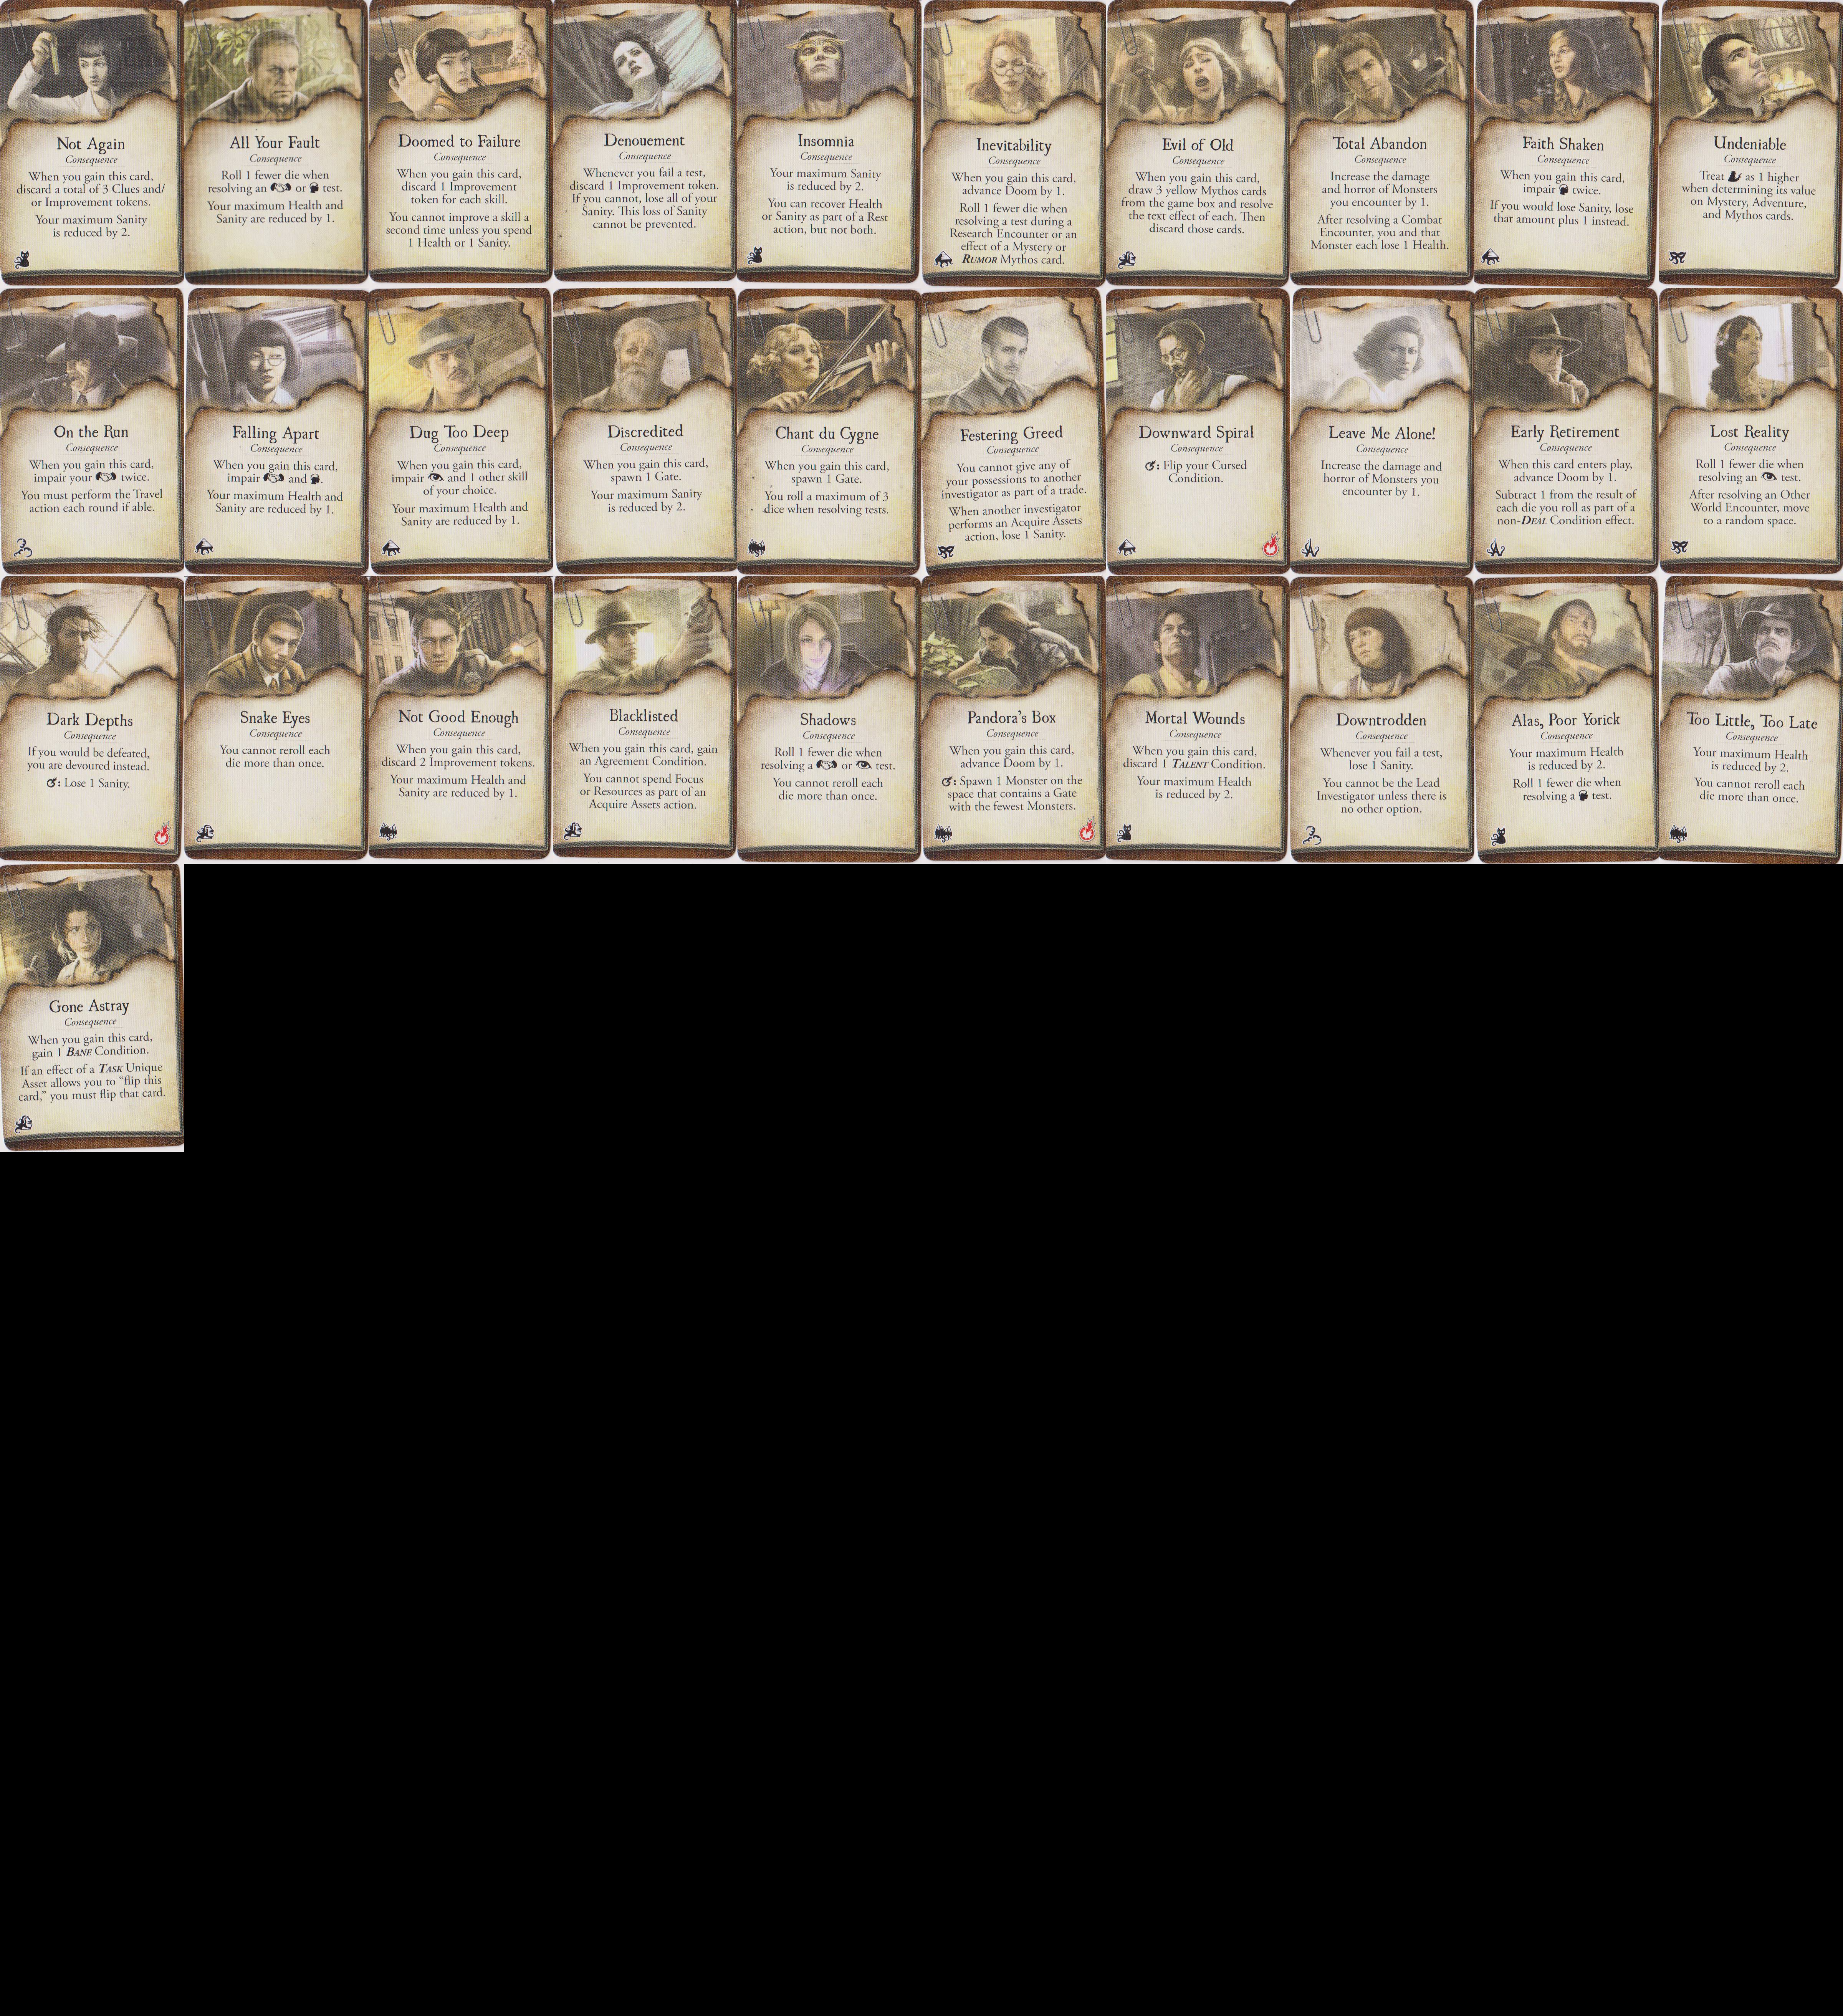 Not Again
Consequence
When you gain this card,
discard a total of 3 Clues and/
or Improvement tokens.
Your maximum Sanity
is reduced by 2.
All Your Fault
Consequence
Roll 1 fewer die when
resolving an or test.
Your maximum Health and
Sanity are reduced by 1.
Doomed to Failure
Consequence
When you gain this card,
discard 1 Improvement
token for each skill.
You cannot improve a skill a
second time unless you spend
1 Health or 1 Sanity.
Denouement
Consequence
Whenever you fail a test,
discard 1 Improvement token.
If you cannot, lose all of your
Sanity. This loss of Sanity
cannot be prevented.
Insomnia
Consequence
Your maximum Sanity
is reduced by 2.
You can recover Health
or Sanity as part of a Rest
action, but not both.
Inevitability
Consequence
When you gain this card,
advance Doom by 1.
Roll 1 fewer die when
resolving a test during a
Research Encounter or an
effect of a Mystery or
RUMOR Mythos card.
Evil of Old
Consequence
When you gain this card,
draw 3 yellow Mythos cards
from the game box and resolve
the text effect of each. Then
discard those cards.
Total Abandon
Consequence
Increase the damage
and horror of Monsters
you encounter by 1.
After resolving a Combat
Encounter, you and that
Monster each lose 1 Health.
Faith Shaken
Consequence
When you gain this card,
impair twice.
If you would lose Sanity, lose
that amount plus 1 instead.
Undeniable
Consequence
Treat as 1 higher
when determining its value
on Mystery, Adventure,
and Mythos cards.
On the Run
Consequence
When you gain this card,
impair your twice.
You must perform the Travel
action each round if able.
Falling Apart
Consequence
When you gain this card,
impair and .
Your maximum Health and
Sanity are reduced by 1.
Dug Too Deep
Consequence
When you gain this card,
impair and 1 other skill
of your choice.
Your maximum Health and
Sanity are reduced by 1.
Discredited
Consequence
When you gain this card,
spawn 1 Gate.
Your maximum Sanity
is reduced by 2.
Chant du Cygne
Consequence
When you gain this card,
spawn 1 Gate.
You roll a maximum of 3
dice when resolving tests.
Festering Greed
Consequence
You cannot give any of
your possessions to another
investigator as part of a trade.
When another investigator
performs an Acquire Assets
action, lose 1 Sanity.
Downward Spiral
Consequence
: Flip your Cursed
Condition.
Leave Me Alone!
Consequence
Increase the damage and
horror of Monsters you
encounter by 1.
Early Retirement
Consequence
When this card enters play,
advance Doom by 1.
Subtract 1 from the result of
each die you roll as part of a
non-DEAL Condition effect.
Lost Reality
Consequence
Roll 1 fewer die when
resolving an test.
After resolving an Other
World Encounter, move
to a random space.
Dark Depths
Consequence
If you would be defeated,
you are devoured instead.
: Lose 1 Sanity.
Snake Eyes
Consequence
You cannot reroll each
die more than once.
Not Good Enough
Consequence
When you gain this card,
discard 2 Improvement tokens.
Your maximum Health and
Sanity are reduced by 1.
Blacklisted
Consequence
When you gain this card, gain
an Agreement Condition.
You cannot spend Focus
or Resources as part of an
Acquire Assets action.
Shadows
Consequence
Roll 1 fewer die when
resolving a or test.
You cannot reroll each
die more than once.
Pandora's Box
Consequence
When you gain this card,
advance Doom by 1.
: Spawn 1 Monster on the
space that contains a Gate
with the fewest Monsters.
Mortal Wounds
Consequence
When you gain this card,
discard 1 TALENT Condition.
Your maximum Health
is reduced by 2.
Downtrodden
Consequence
Whenever you fail a test,
lose 1 Sanity.
You cannot be the Lead
Investigator unless there is
no other option.
Alas, Poor Yorick
Consequence
Your maximum Health
is reduced by 2.
Roll 1 fewer die when
resolving a test.
Too Little, Too Late
Consequence
Your maximum Health
is reduced by 2.
You cannot reroll each
die more than once.
Gone Astray
Consequence
When you gain this card,
gain 1 BANE Condition.
If an effect of a TASK Unique
Asset allows you to "flip this
card," you must flip that card.